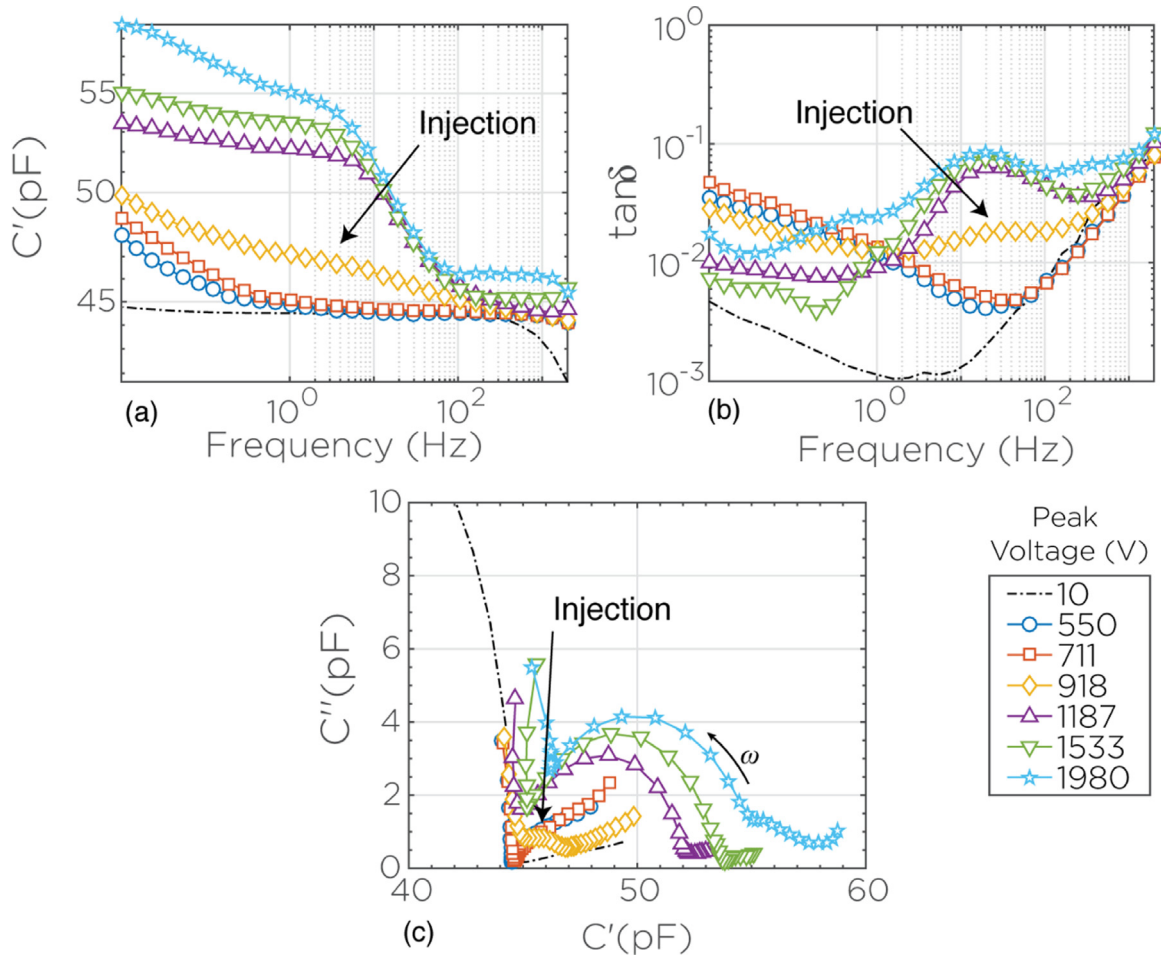 C′(pF)
55
50
45
Injection
10⁰
10²
Frequency (Hz)
(a)
tanδ
10⁰
10⁻¹
10⁻²
10⁻³
Injection
10⁰
10²
Frequency (Hz)
(b)
C″(pF)
10
8
6
4
2
0
Injection
ω
40
50
60
C′(pF)
(c)
Peak
Voltage (V)
10
550
711
918
1187
1533
1980